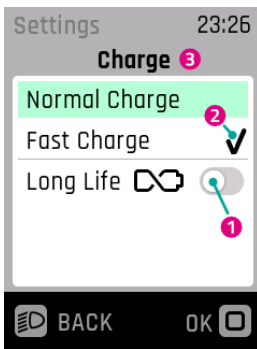 Settings 23:26
Charge 3
Normal Charge
2
Fast Charge
Long Life
1
BACK OK